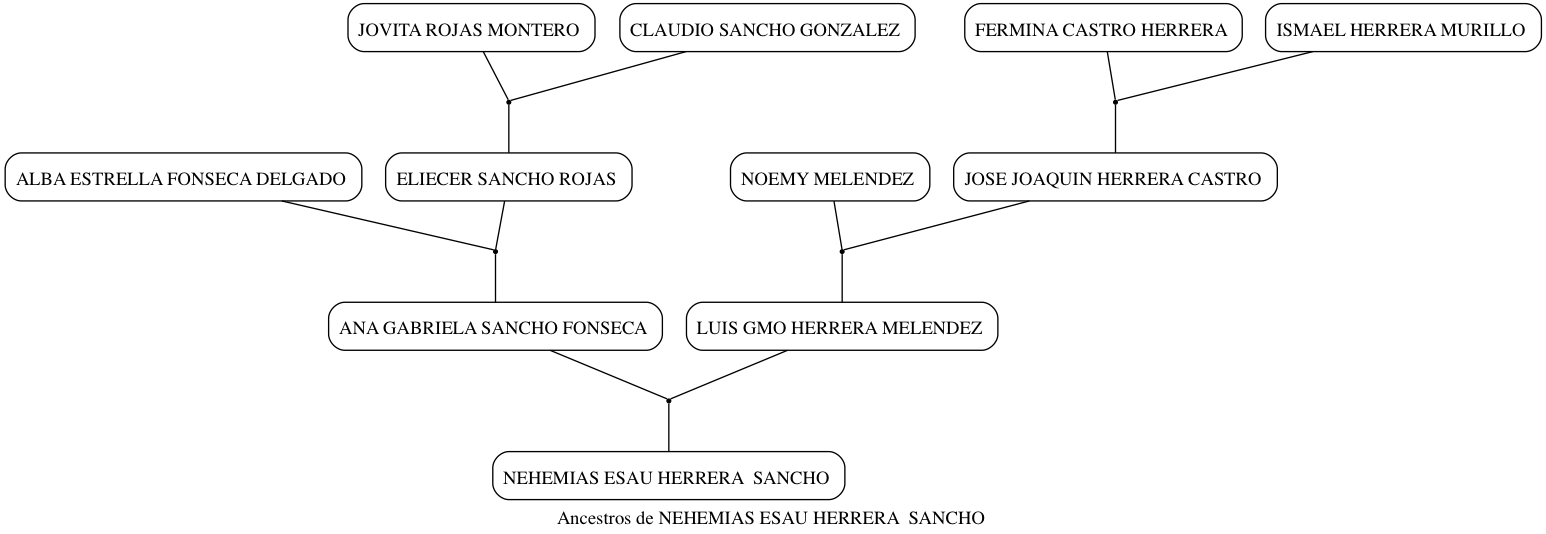 JOVITA ROJAS MONTERO
CLAUDIO SANCHO GONZALEZ
FERMINA CASTRO HERRERA
ISMAEL HERRERA MURILLO
ALBA ESTRELLA FONSECA DELGADO
ELIECER SANCHO ROJAS
NOEMY MELENDEZ
JOSE JOAQUIN HERRERA CASTRO
ANA GABRIELA SANCHO FONSECA
LUIS GMO HERRERA MELENDEZ
NEHEMIAS ESAU HERRERA  SANCHO
Ancestros de NEHEMIAS ESAU HERRERA  SANCHO